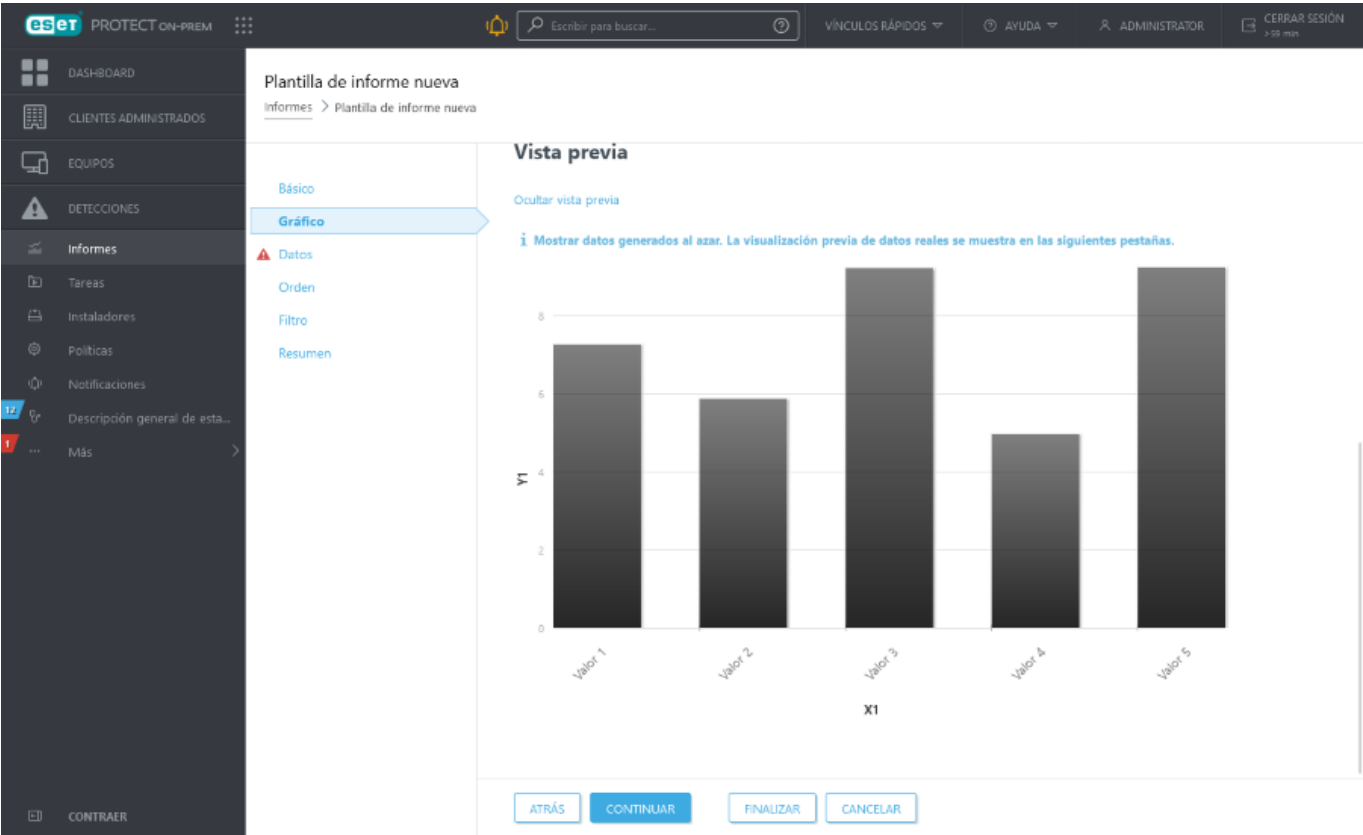 eset PROTECT ON-PREM
Escribir para buscar...
VÍNCULOS RÁPIDOS
AYUDA
ADMINISTRATOR
CERRAR SESIÓN
>59 min
DASHBOARD
CLIENTES ADMINISTRADOS
EQUIPOS
DETECCIONES
Informes
Tareas
Instaladores
Políticas
Notificaciones
12
Descripción general de esta...
1
Más
CONTRAER
Plantilla de informe nueva
Informes > Plantilla de informe nueva
Básico
Gráfico
Datos
Orden
Filtro
Resumen
Vista previa
Ocultar vista previa
Mostrar datos generados al azar. La visualización previa de datos reales se muestra en las siguientes pestañas.
8
6
4
2
0
Y1
Valor 1
Valor 2
Valor 3
Valor 4
Valor 5
X1
ATRÁS
CONTINUAR
FINALIZAR
CANCELAR